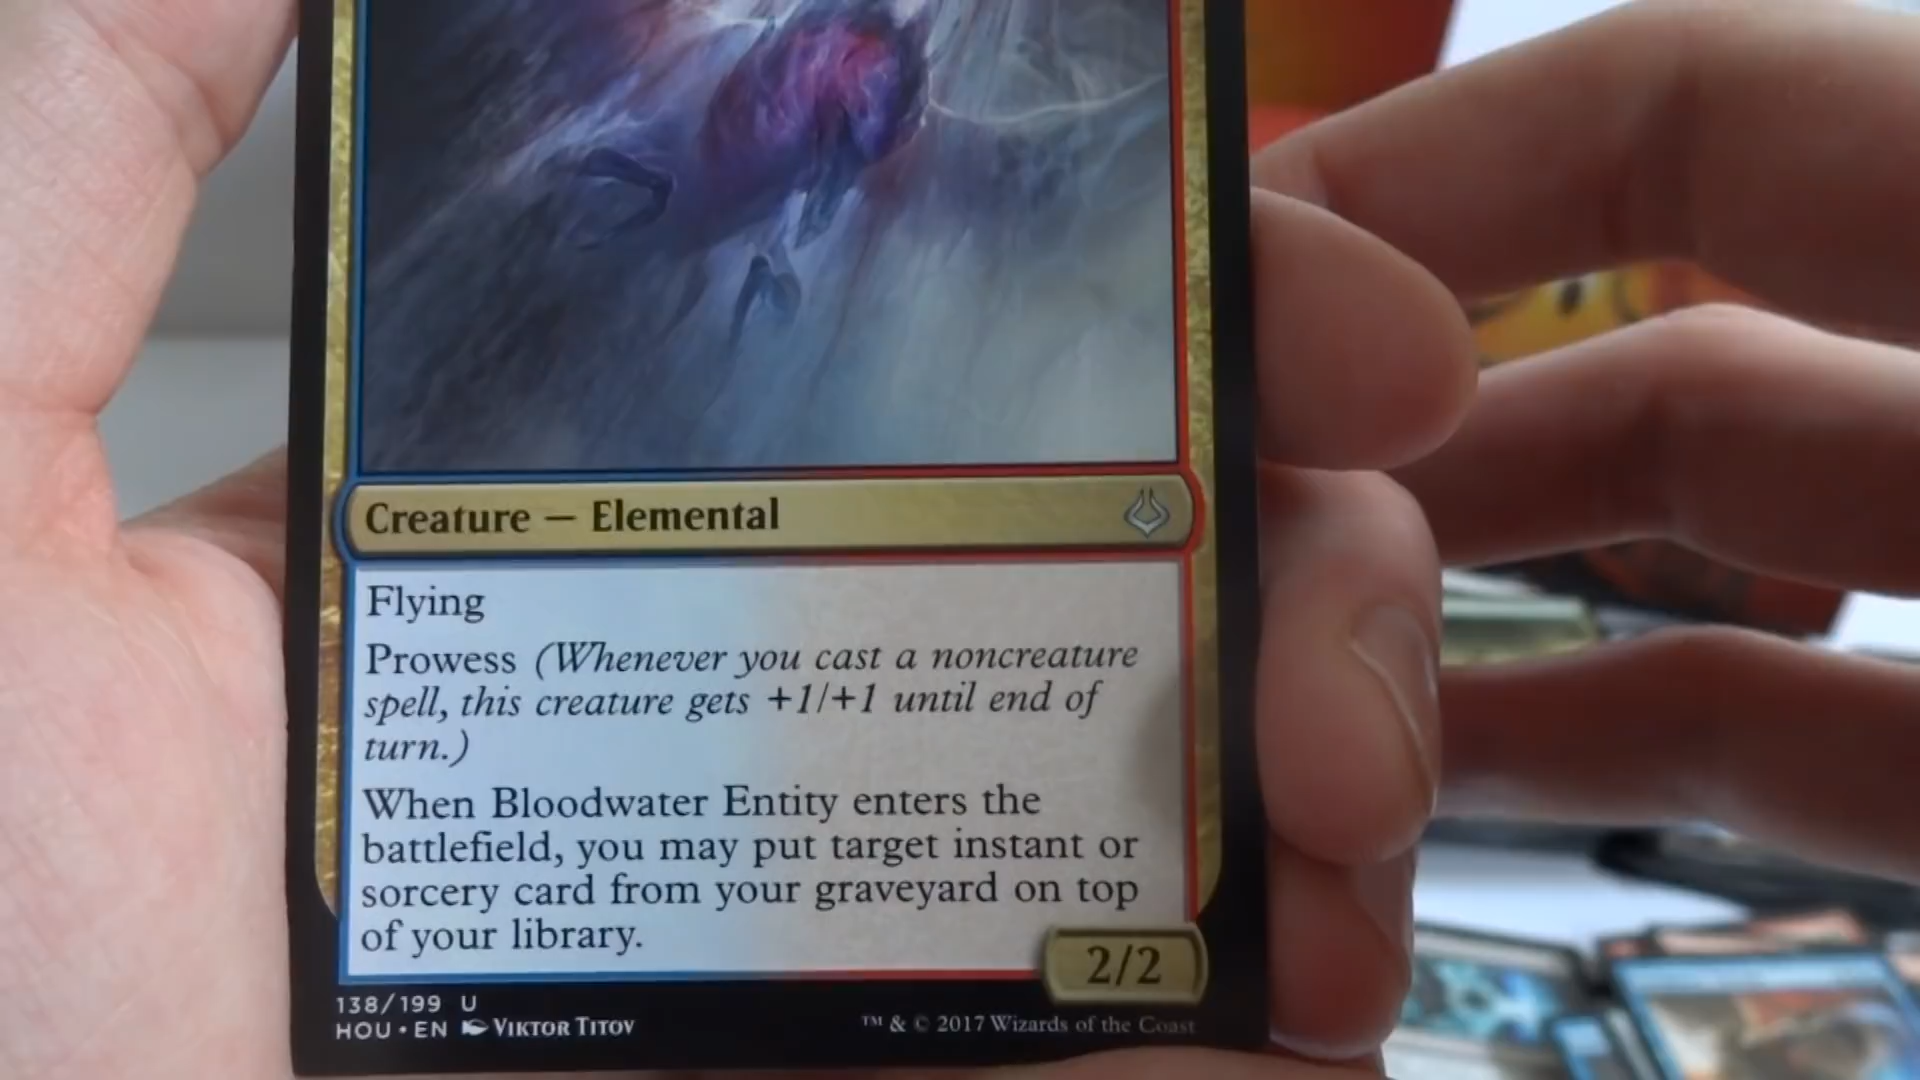 Creature — Elemental
Flying
Prowess (Whenever you cast a noncreature
spell, this creature gets +1/+1 until end of
turn.)
When Bloodwater Entity enters the
battlefield, you may put target instant or
sorcery card from your graveyard on top
of your library.
2/2
138/199 U
HOU • EN VIKTOR TITOV
™ & © 2017 Wizards of the Coast